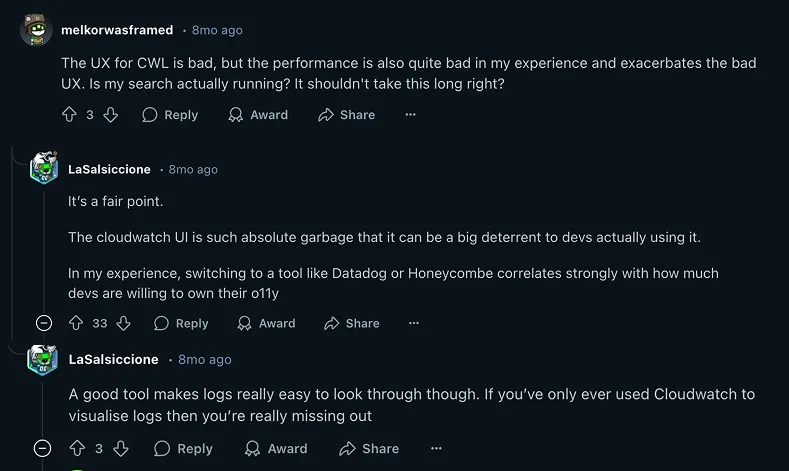 melkorwasframed • 8mo ago
The UX for CWL is bad, but the performance is also quite bad in my experience and exacerbates the bad
UX. Is my search actually running? It shouldn't take this long right?
3 Reply Award Share ...
LaSalsiccione • 8mo ago
It's a fair point.
The cloudwatch UI is such absolute garbage that it can be a big deterrent to devs actually using it.
In my experience, switching to a tool like Datadog or Honeycombe correlates strongly with how much
devs are willing to own their o11y
33 Reply Award Share ...
LaSalsiccione • 8mo ago
A good tool makes logs really easy to look through though. If you've only ever used Cloudwatch to
visualise logs then you're really missing out
3 Reply Award Share ...